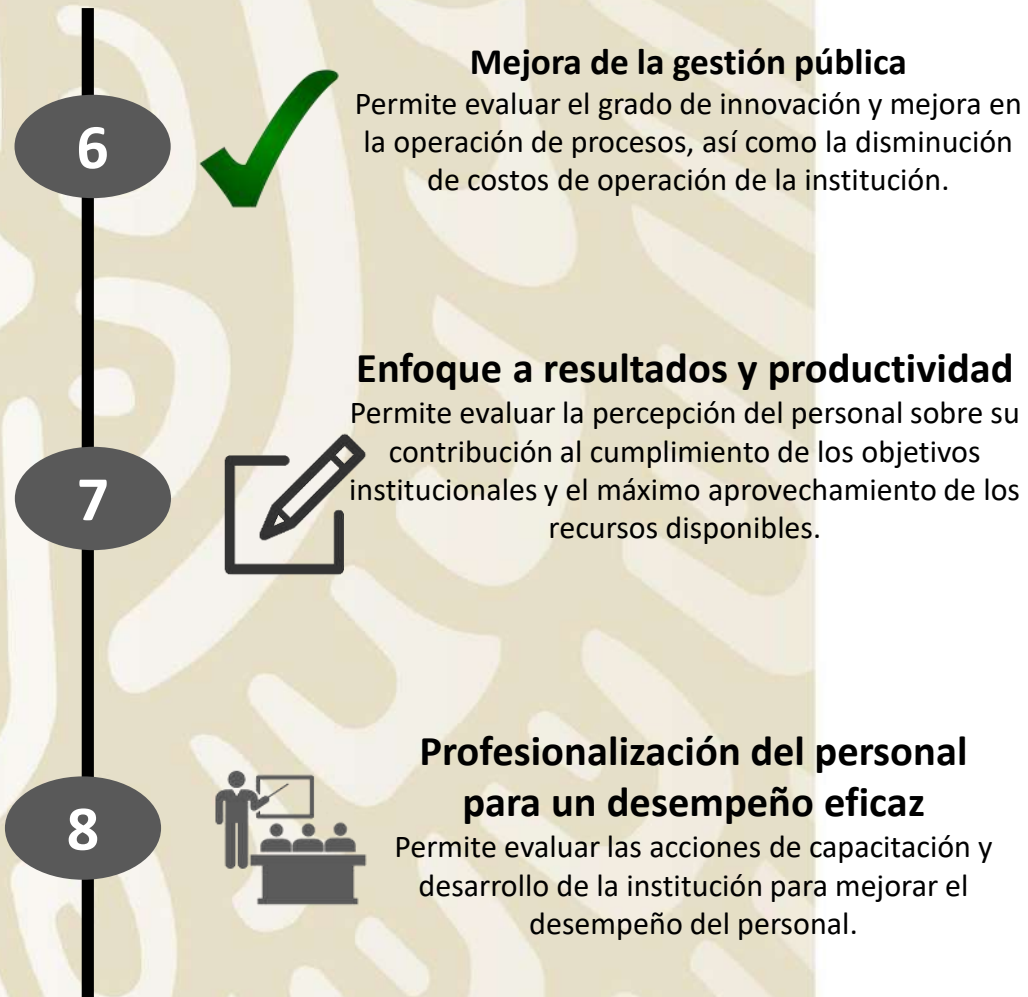 6
Mejora de la gestión pública
Permite evaluar el grado de innovación y mejora en
la operación de procesos, así como la disminución
de costos de operación de la institución.
7
Enfoque a resultados y productividad
Permite evaluar la percepción del personal sobre su
contribución al cumplimiento de los objetivos
institucionales y el máximo aprovechamiento de los
recursos disponibles.
8
Profesionalización del personal
para un desempeño eficaz
Permite evaluar las acciones de capacitación y
desarrollo de la institución para mejorar el
desempeño del personal.